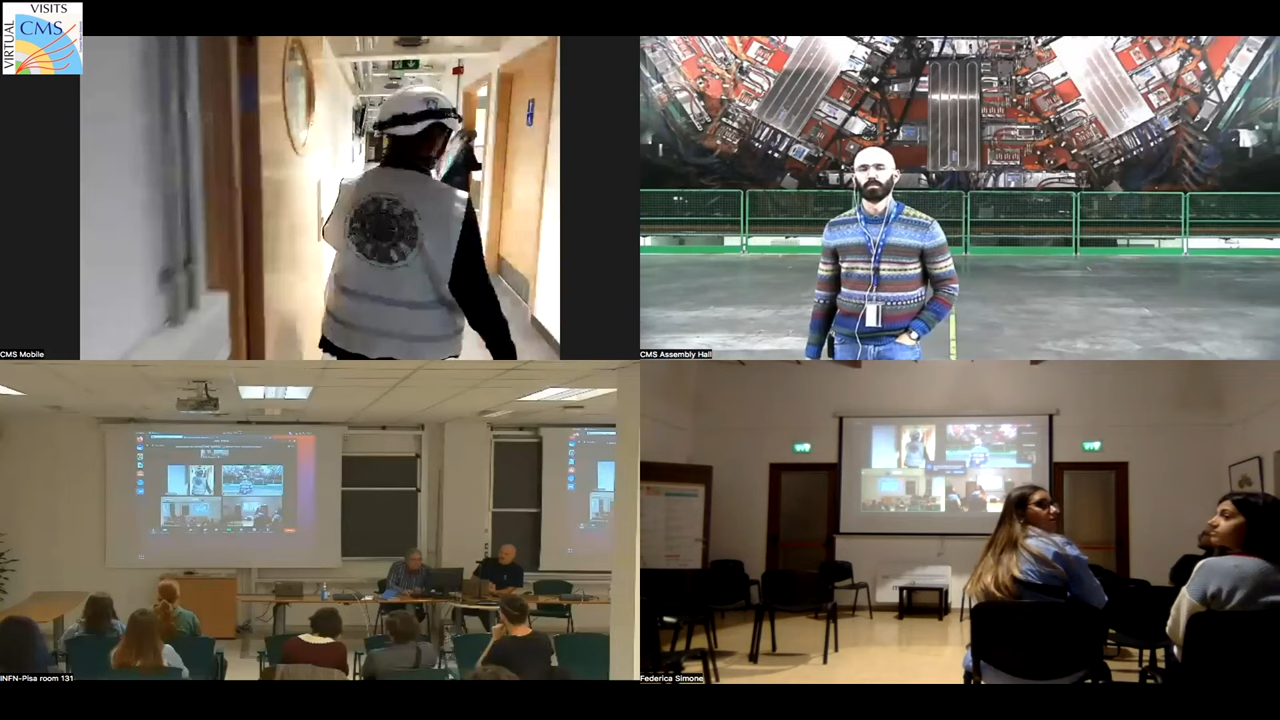 VISITS
VIRTUAL
CMS
CMS Mobile
CMS Assembly Hall
INFN-Pisa room 131
Federica Simone